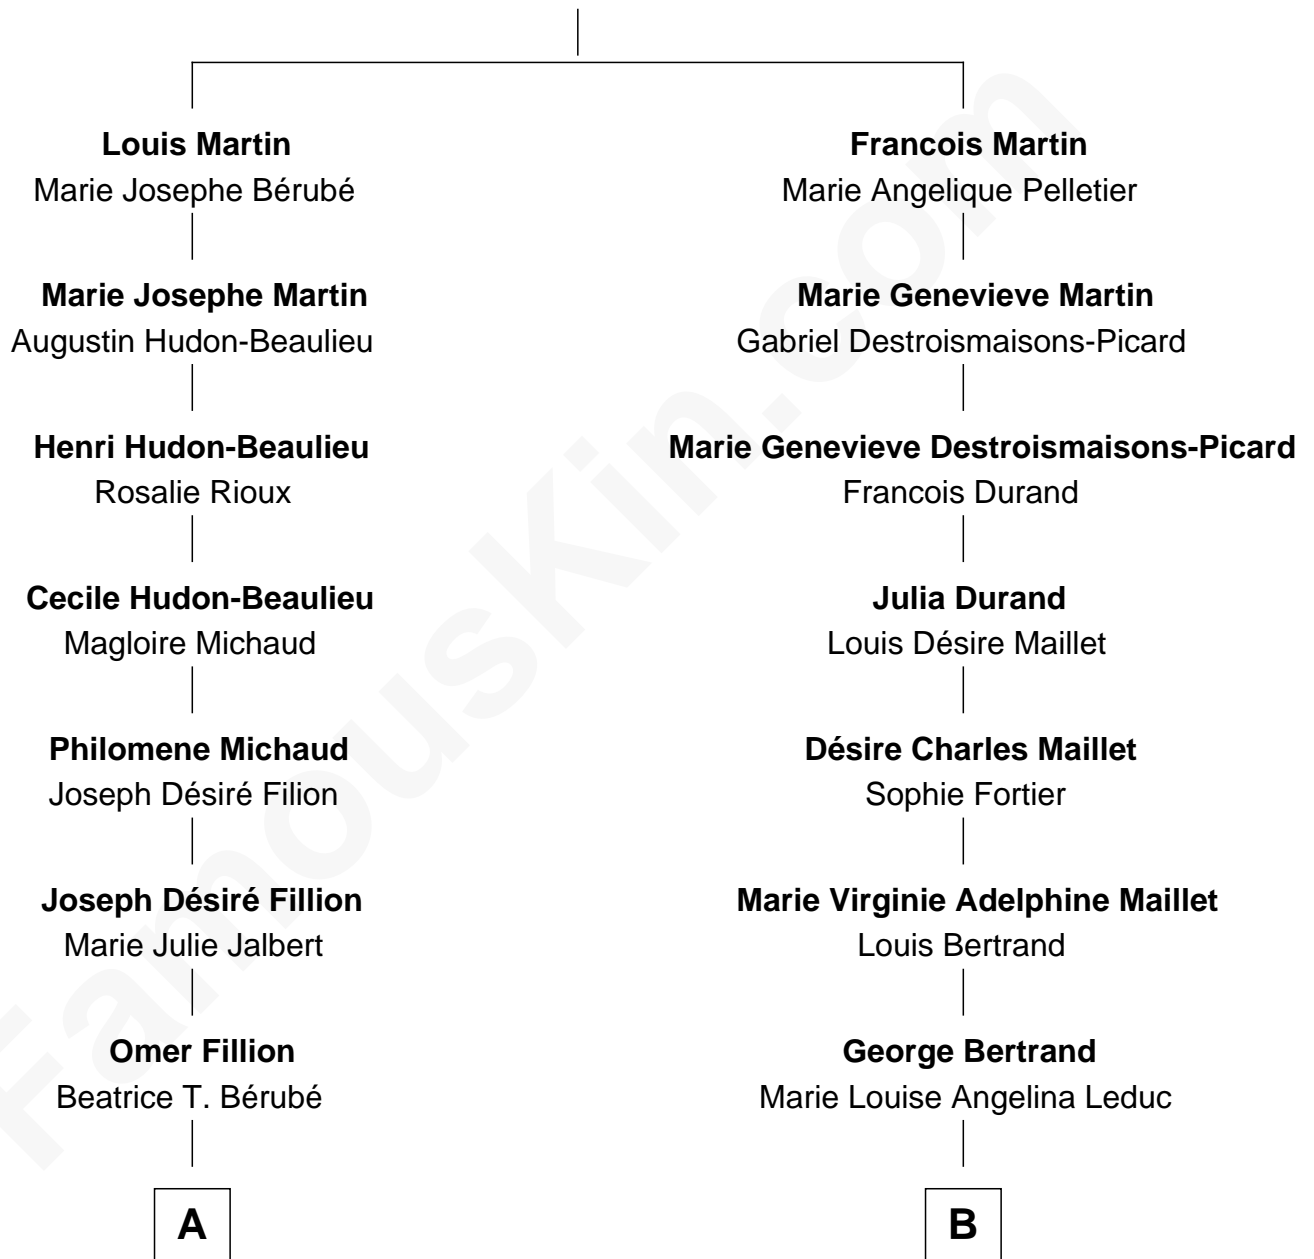 Louis Martin
Marie Josephe Bérubé
Marie Josephe Martin
Augustin Hudon-Beaulieu
Henri Hudon-Beaulieu
Rosalie Rioux
Cecile Hudon-Beaulieu
Magloire Michaud
Philomene Michaud
Joseph Désiré Filion
Joseph Désiré Fillion
Marie Julie Jalbert
Omer Fillion
Beatrice T. Bérubé
A
Francois Martin
Marie Angelique Pelletier
Marie Genevieve Martin
Gabriel Destroismaisons-Picard
Marie Genevieve Destroismaisons-Picard
Francois Durand
Julia Durand
Louis Désire Maillet
Désire Charles Maillet
Sophie Fortier
Marie Virginie Adelphine Maillet
Louis Bertrand
George Bertrand
Marie Louise Angelina Leduc
B
FamousKin.com